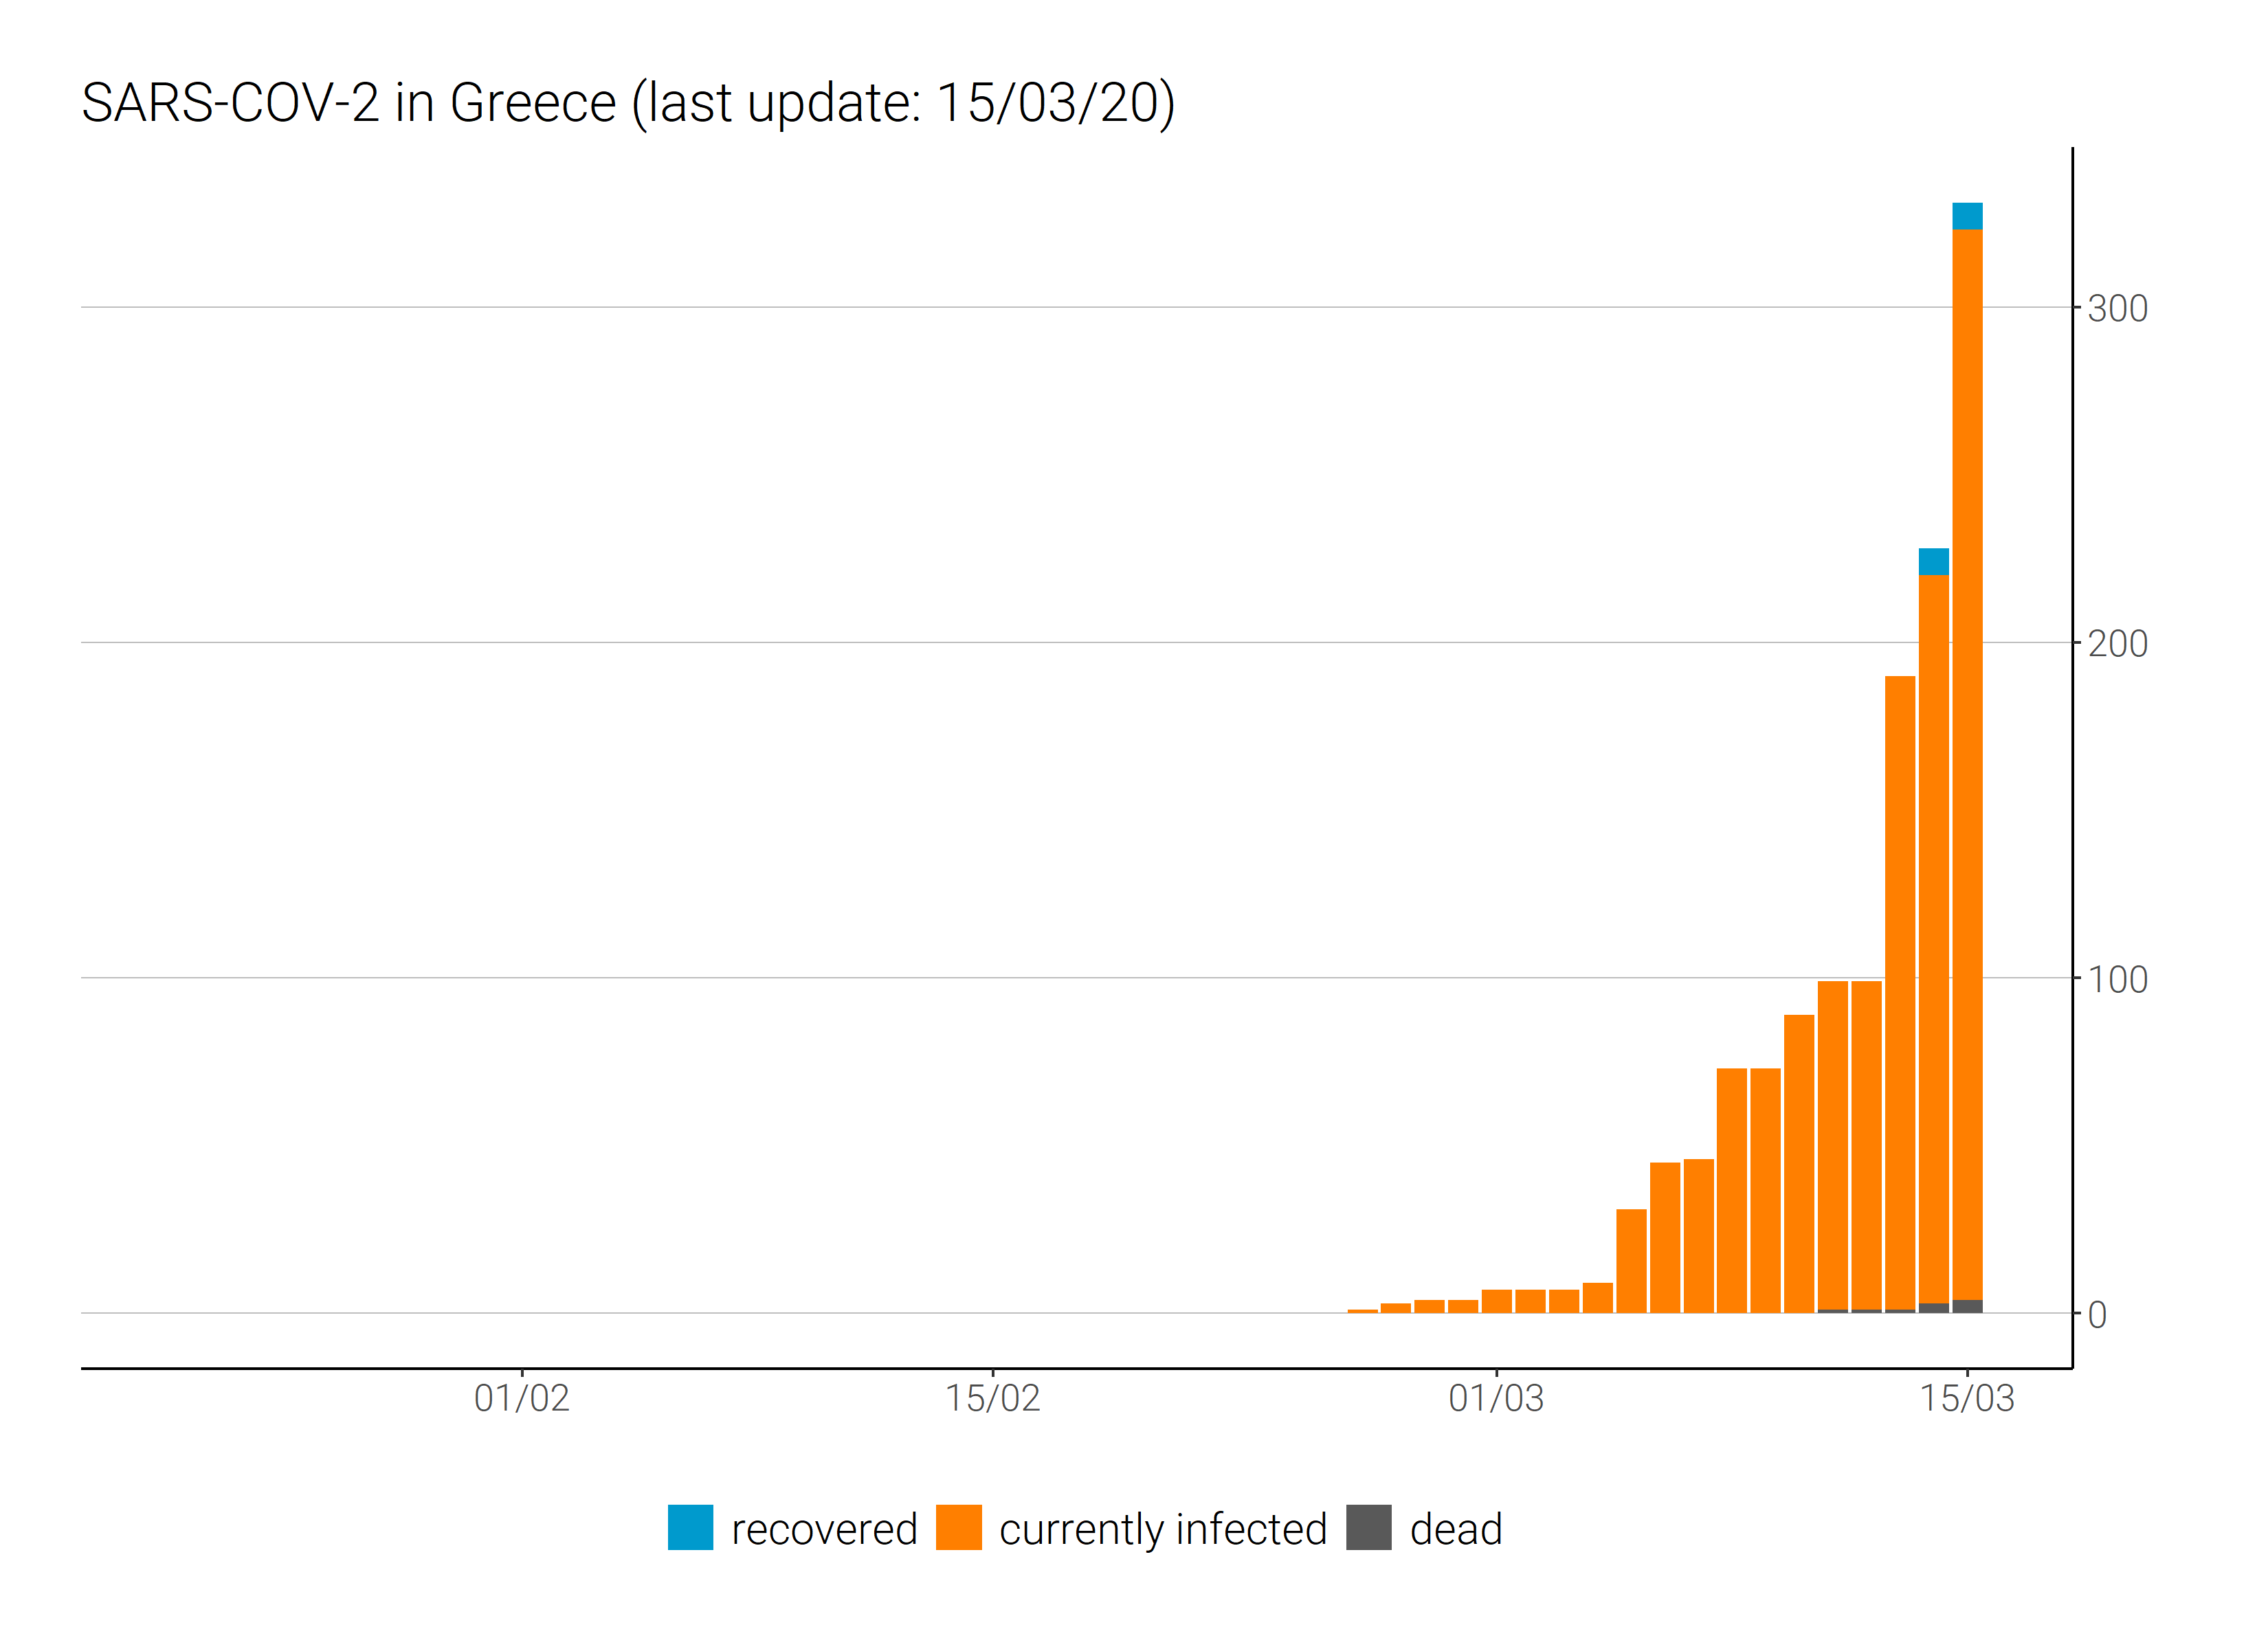 SARS-COV-2 in Greece (last update: 15/03/20)
300
200
100
0
01/02 15/02 01/03 15/03
recovered currently infected dead